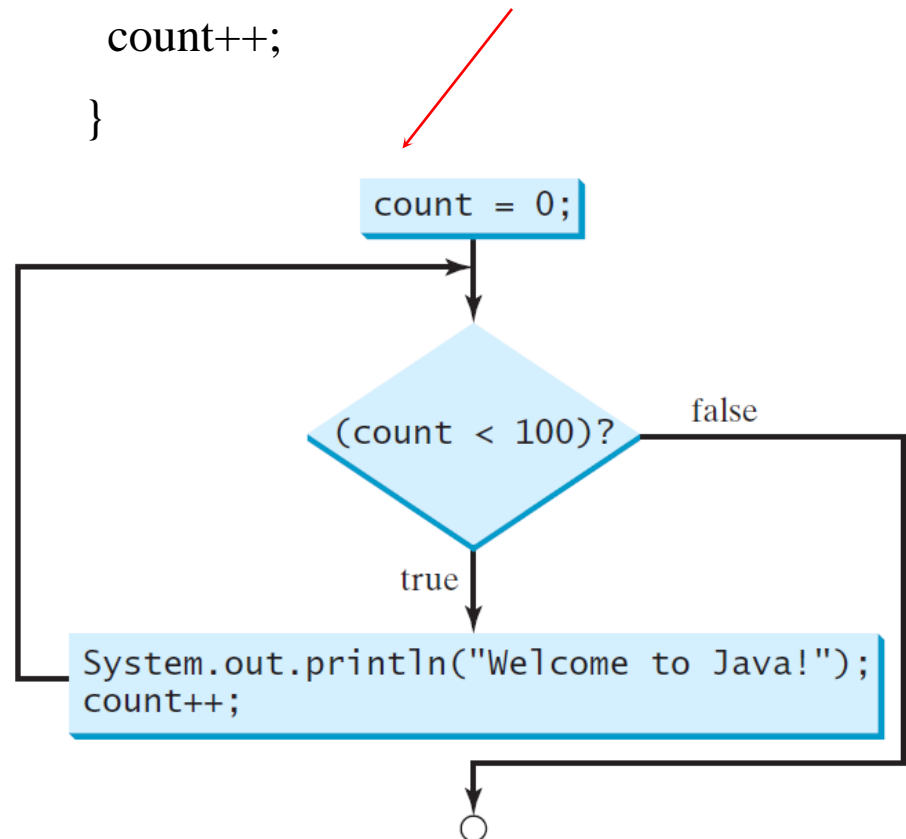 count++;
}
count = 0;
(count < 100)?
false
true
System.out.println("Welcome to Java!");
count++;